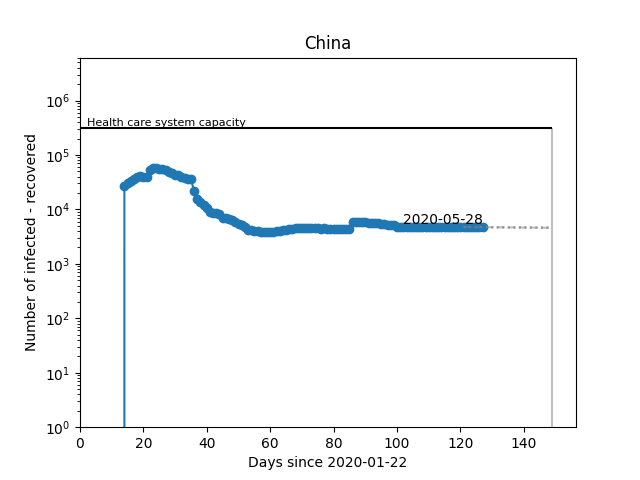 China
Number of infected - recovered
10^6
10^5
10^4
10^3
10^2
10^1
10^0
Health care system capacity
2020-05-28
0 20 40 60 80 100 120 140
Days since 2020-01-22